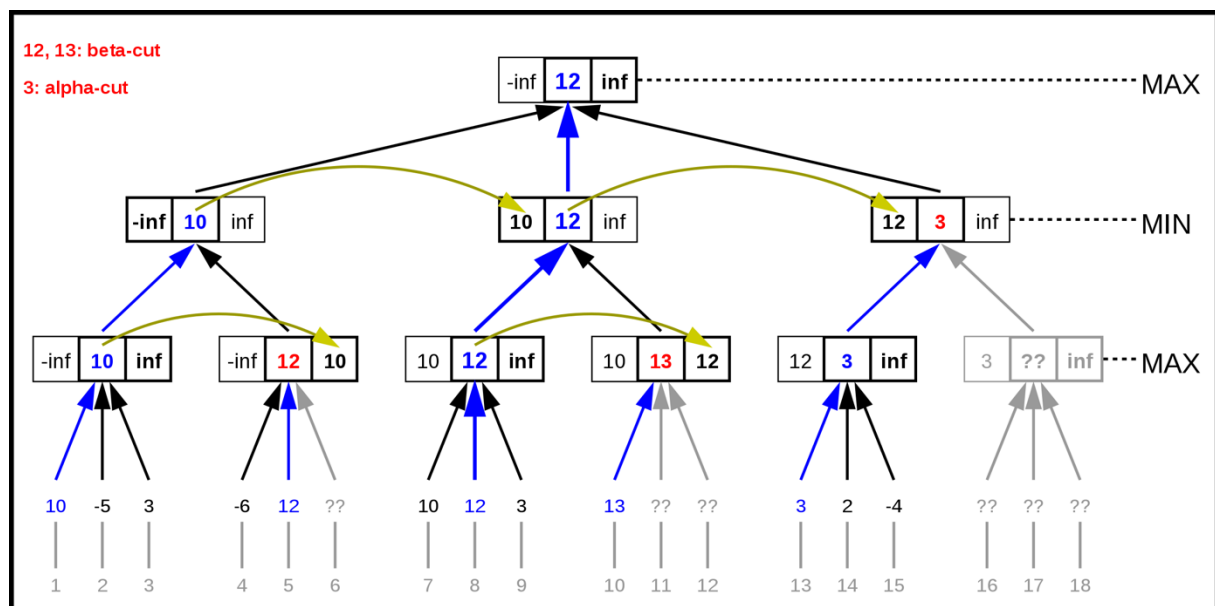 12, 13: beta-cut
3: alpha-cut
-inf 12 inf MAX
-inf 10 inf 10 12 inf 12 3 inf MIN
-inf 10 inf -inf 12 10 10 12 inf 10 13 12 12 3 inf 3 ?? inf MAX
10 -5 3 -6 12 ?? 10 12 3 13 ?? ?? 3 2 -4 ?? ?? ??
1 2 3 4 5 6 7 8 9 10 11 12 13 14 15 16 17 18